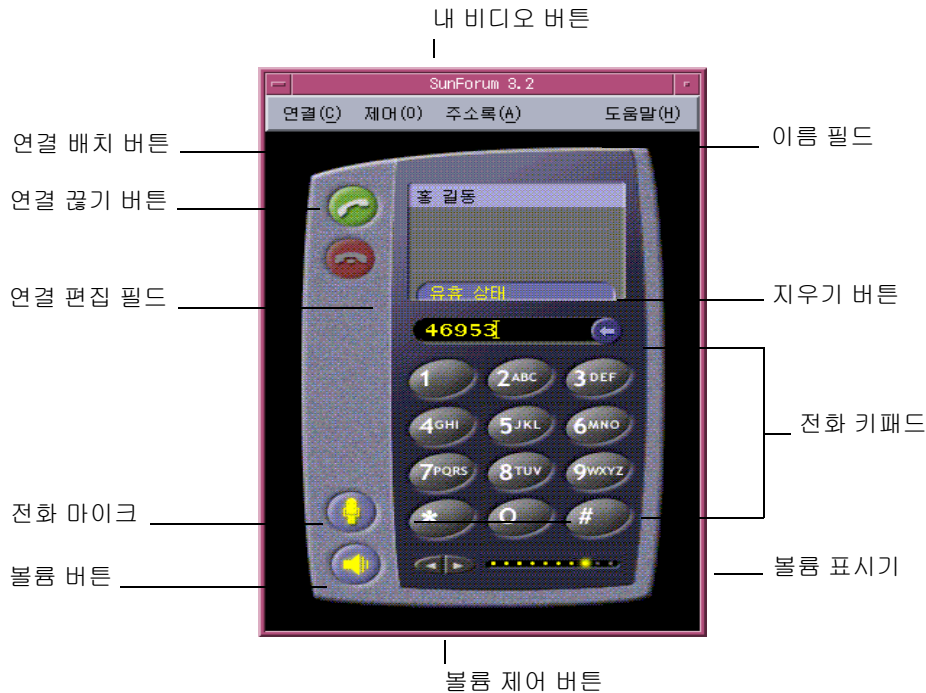 내 비디오 버튼
SunForum 3.2
연결(C) 제어(O) 주소록(A) 도움말(H)
연결 배치 버튼
이름 필드
연결 끊기 버튼
홍 길동
연결 편집 필드
유휴 상태
지우기 버튼
46953
1 2ABC 3DEF
4GHI 5JKL 6MNO
전화 키패드
7PQRS 8TUV 9WXYZ
전화 마이크
* 0 #
볼륨 버튼
볼륨 표시기
볼륨 제어 버튼